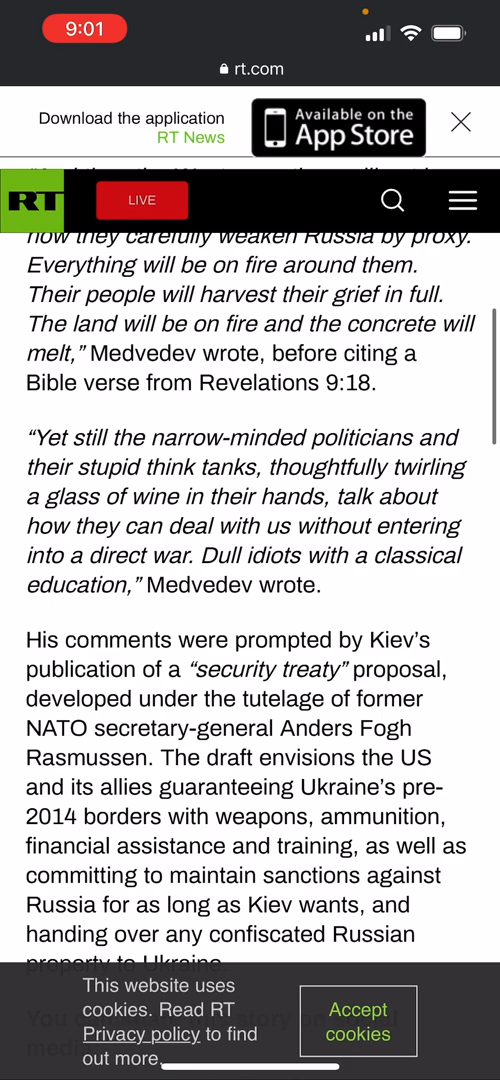 9:01
rt.com
Download the application
RT News
Available on the
App Store
RT
LIVE
how they carefully weaken Russia by proxy.
Everything will be on fire around them.
Their people will harvest their grief in full.
The land will be on fire and the concrete will
melt,” Medvedev wrote, before citing a
Bible verse from Revelations 9:18.
“Yet still the narrow-minded politicians and
their stupid think tanks, thoughtfully twirling
a glass of wine in their hands, talk about
how they can deal with us without entering
into a direct war. Dull idiots with a classical
education,” Medvedev wrote.
His comments were prompted by Kiev’s
publication of a “security treaty” proposal,
developed under the tutelage of former
NATO secretary-general Anders Fogh
Rasmussen. The draft envisions the US
and its allies guaranteeing Ukraine’s pre-
2014 borders with weapons, ammunition,
financial assistance and training, as well as
committing to maintain sanctions against
Russia for as long as Kiev wants, and
handing over any confiscated Russian
property to Ukraine.
This website uses
cookies. Read RT
Privacy policy to find
out more.
Accept
cookies